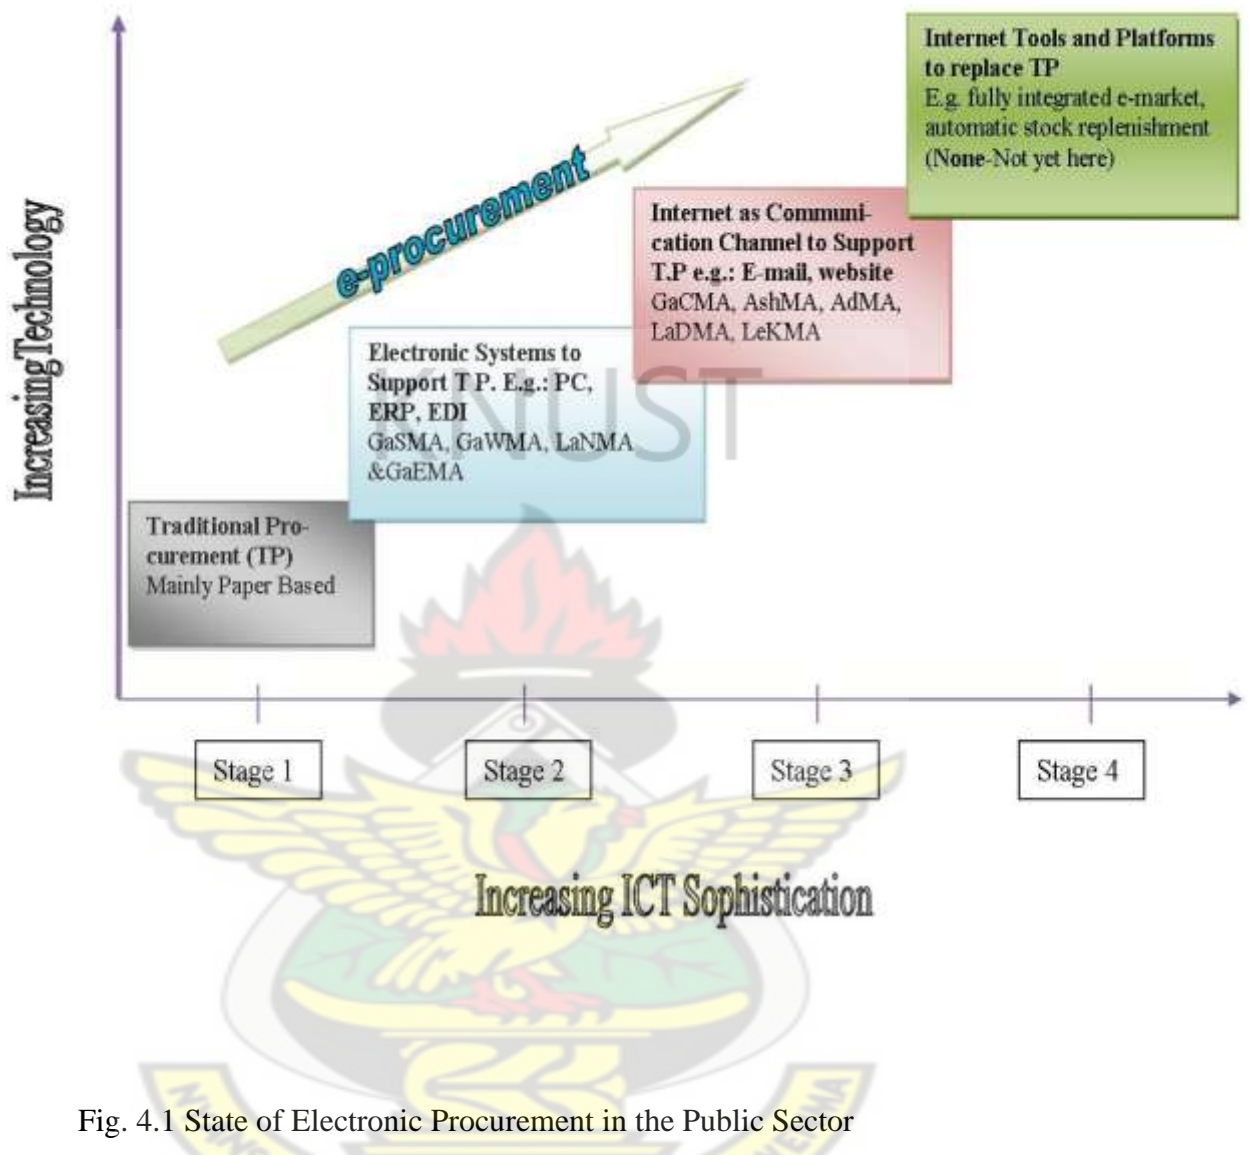 Internet Tools and Platforms
to replace TP
E.g. fully integrated e-market,
automatic stock replenishment
(None-Not yet here)
e-procurement
Internet as Communi-
cation Channel to Support
T.P e.g.: E-mail, website
GaCMA, AshMA, AdMA,
LaDMA, LeKMA
Electronic Systems to
Support T P. E.g.: PC,
ERP, EDI
GaSMA, GaWMA, LaNMA
&GaEMA
KNUST
Traditional Pro-
curement (TP)
Mainly Paper Based
IncreasingTechnology
Stage 1
Stage 2
Stage 3
Stage 4
Increasing ICT Sophistication
Fig. 4.1 State of Electronic Procurement in the Public Sector